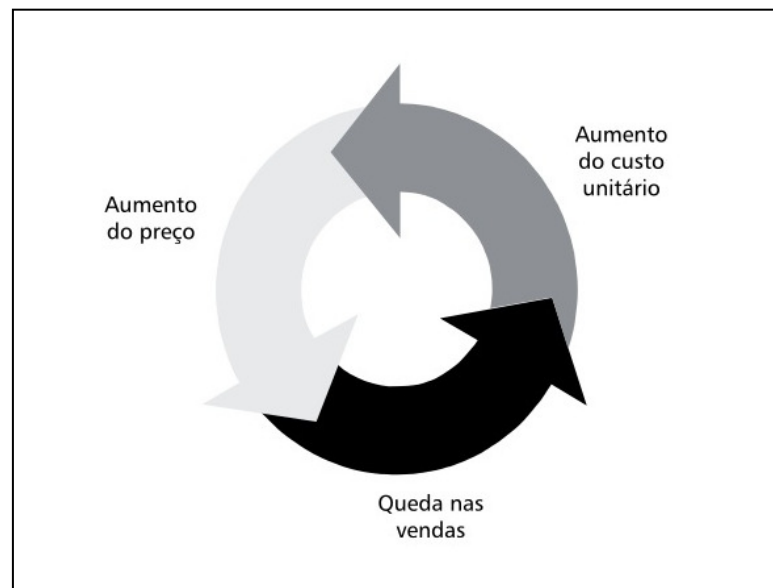 Aumento
do custo
unitário
Aumento
do preço
Queda nas
vendas